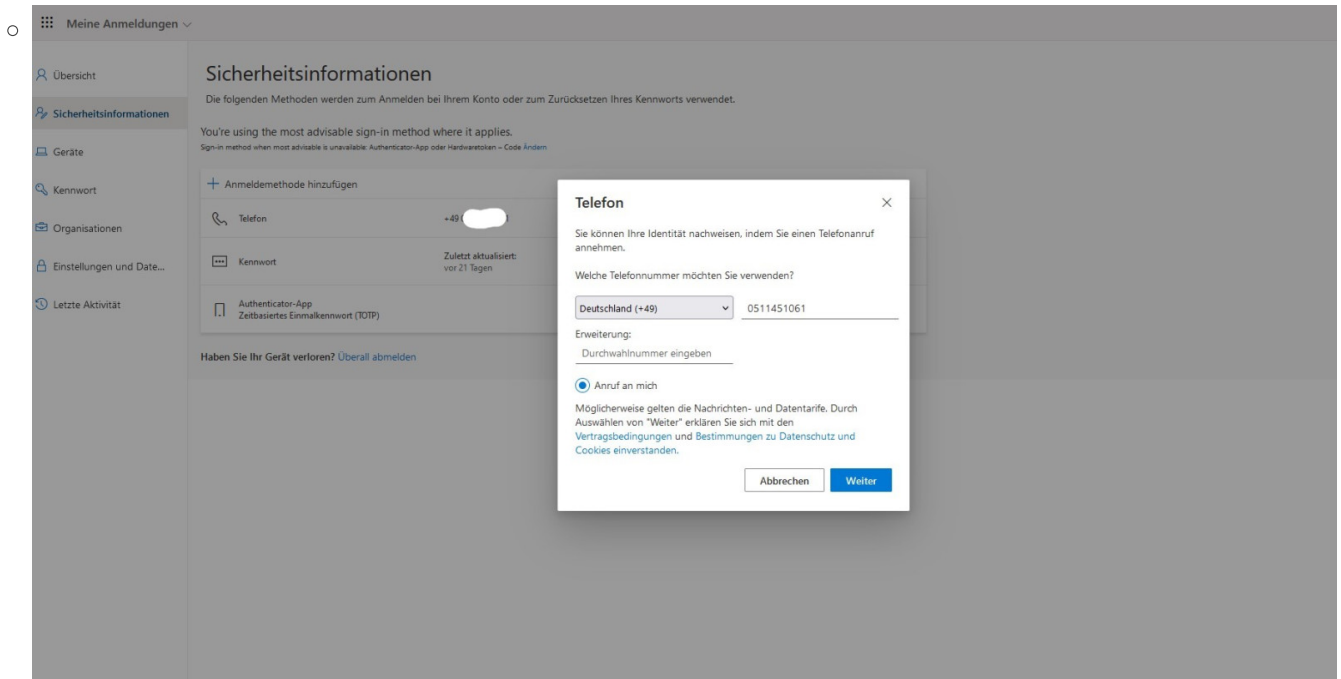 Meine Anmeldungen
Übersicht
Sicherheitsinformationen
Geräte
Kennwort
Organisationen
Einstellungen und Date...
Letzte Aktivität
Sicherheitsinformationen
Die folgenden Methoden werden zum Anmelden bei Ihrem Konto oder zum Zurücksetzen Ihres Kennworts verwendet.
You're using the most advisable sign-in method where it applies.
Sign-in method when most advisable is unavailable: Authenticator-App oder Hardwaretoken – Code Ändern
Anmeldemethode hinzufügen
Telefon +49
Kennwort Zuletzt aktualisiert:
vor 21 Tagen
Authenticator-App
Zeitbasiertes Einmalkennwort (TOTP)
Haben Sie Ihr Gerät verloren? Überall abmelden
Telefon
Sie können Ihre Identität nachweisen, indem Sie einen Telefonanruf
annehmen.
Welche Telefonnummer möchten Sie verwenden?
Deutschland (+49) 0511451061
Erweiterung:
Durchwahlnummer eingeben
Anruf an mich
Möglicherweise gelten die Nachrichten- und Datentarife. Durch
Auswählen von "Weiter" erklären Sie sich mit den
Vertragsbedingungen und Bestimmungen zu Datenschutz und
Cookies einverstanden.
Abbrechen Weiter